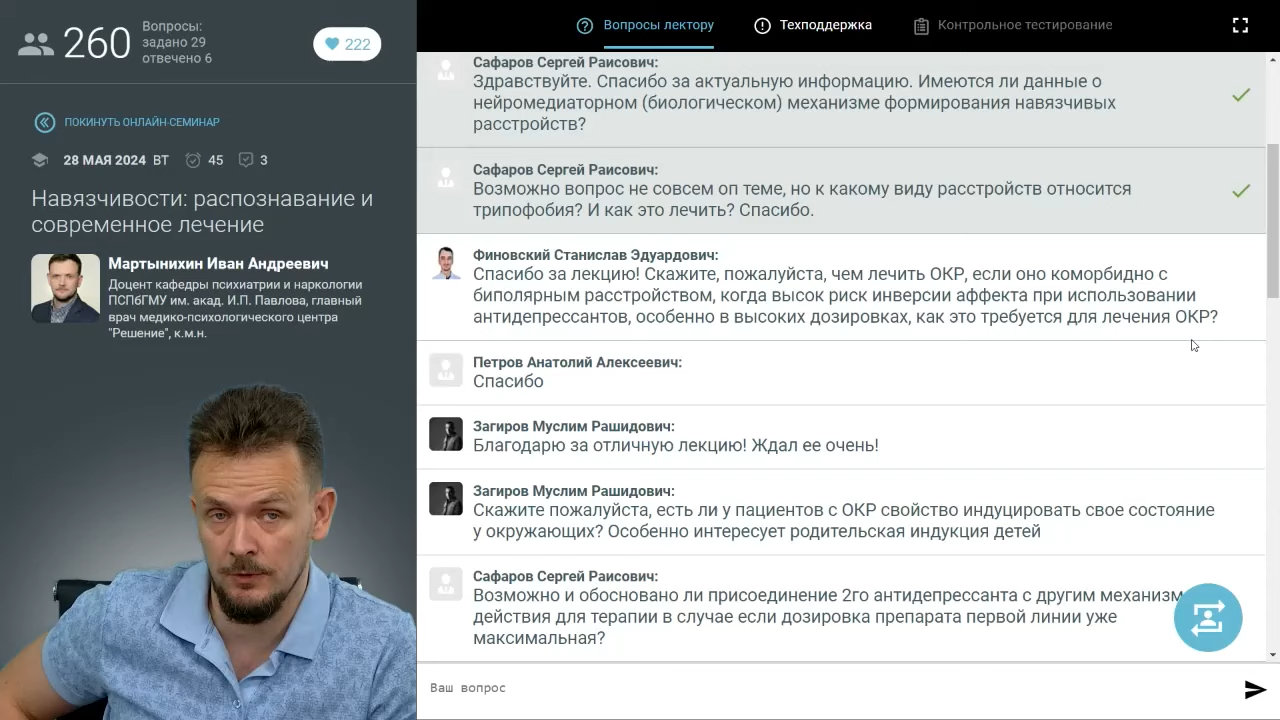 260
Вопросы:
задано 29
отвечено 6
222
ПОКИНУТЬ ОНЛАЙН-СЕМИНАР
28 МАЯ 2024 ВТ 45 3
Навязчивости: распознавание и
современное лечение
Мартынихин Иван Андреевич
Доцент кафедры психиатрии и наркологии
ПСПбГМУ им. акад. И.П. Павлова, главный
врач медико-психологического центра
"Решение", к.м.н.
Вопросы лектору Техподдержка Контрольное тестирование
Сафаров Сергей Раисович:
Здравствуйте. Спасибо за актуальную информацию. Имеются ли данные о
нейромедиаторном (биологическом) механизме формирования навязчивых
расстройств?
Сафаров Сергей Раисович:
Возможно вопрос не совсем оп теме, но к какому виду расстройств относится
трипофобия? И как это лечить? Спасибо.
Финовский Станислав Эдуардович:
Спасибо за лекцию! Скажите, пожалуйста, чем лечить ОКР, если оно коморбидно с
биполярным расстройством, когда высок риск инверсии аффекта при использовании
антидепрессантов, особенно в высоких дозировках, как это требуется для лечения ОКР?
Петров Анатолий Алексеевич:
Спасибо
Загиров Муслим Рашидович:
Благодарю за отличную лекцию! Ждал ее очень!
Загиров Муслим Рашидович:
Скажите пожалуйста, есть ли у пациентов с ОКР свойство индуцировать свое состояние
у окружающих? Особенно интересует родительская индукция детей
Сафаров Сергей Раисович:
Возможно и обосновано ли присоединение 2го антидепрессанта с другим механизм
действия для терапии в случае если дозировка препарата первой линии уже
максимальная?
Ваш вопрос